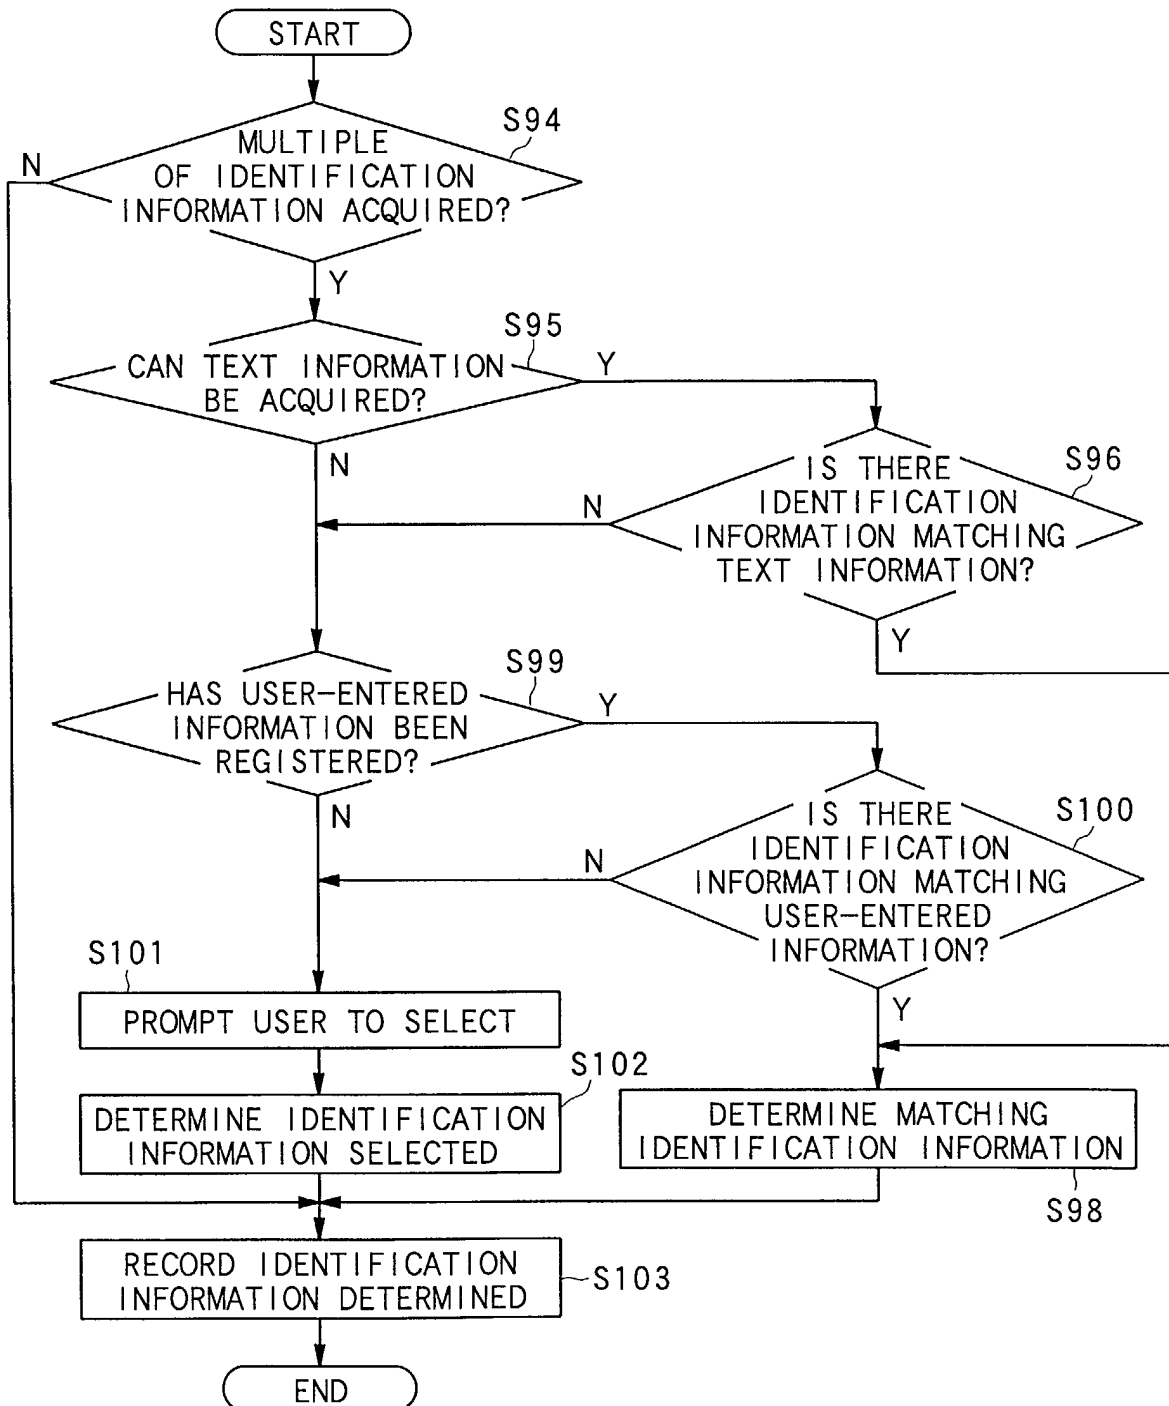 START
S94
MULTIPLE
OF IDENTIFICATION
INFORMATION ACQUIRED?
N
Y
S95
CAN TEXT INFORMATION
BE ACQUIRED?
Y
N
S96
IS THERE
IDENTIFICATION
INFORMATION MATCHING
TEXT INFORMATION?
N
Y
S99
HAS USER-ENTERED
INFORMATION BEEN
REGISTERED?
Y
N
S100
IS THERE
IDENTIFICATION
INFORMATION MATCHING
USER-ENTERED
INFORMATION?
N
Y
S101
PROMPT USER TO SELECT
S102
DETERMINE IDENTIFICATION
INFORMATION SELECTED
DETERMINE MATCHING
IDENTIFICATION INFORMATION
S98
RECORD IDENTIFICATION
INFORMATION DETERMINED
S103
END